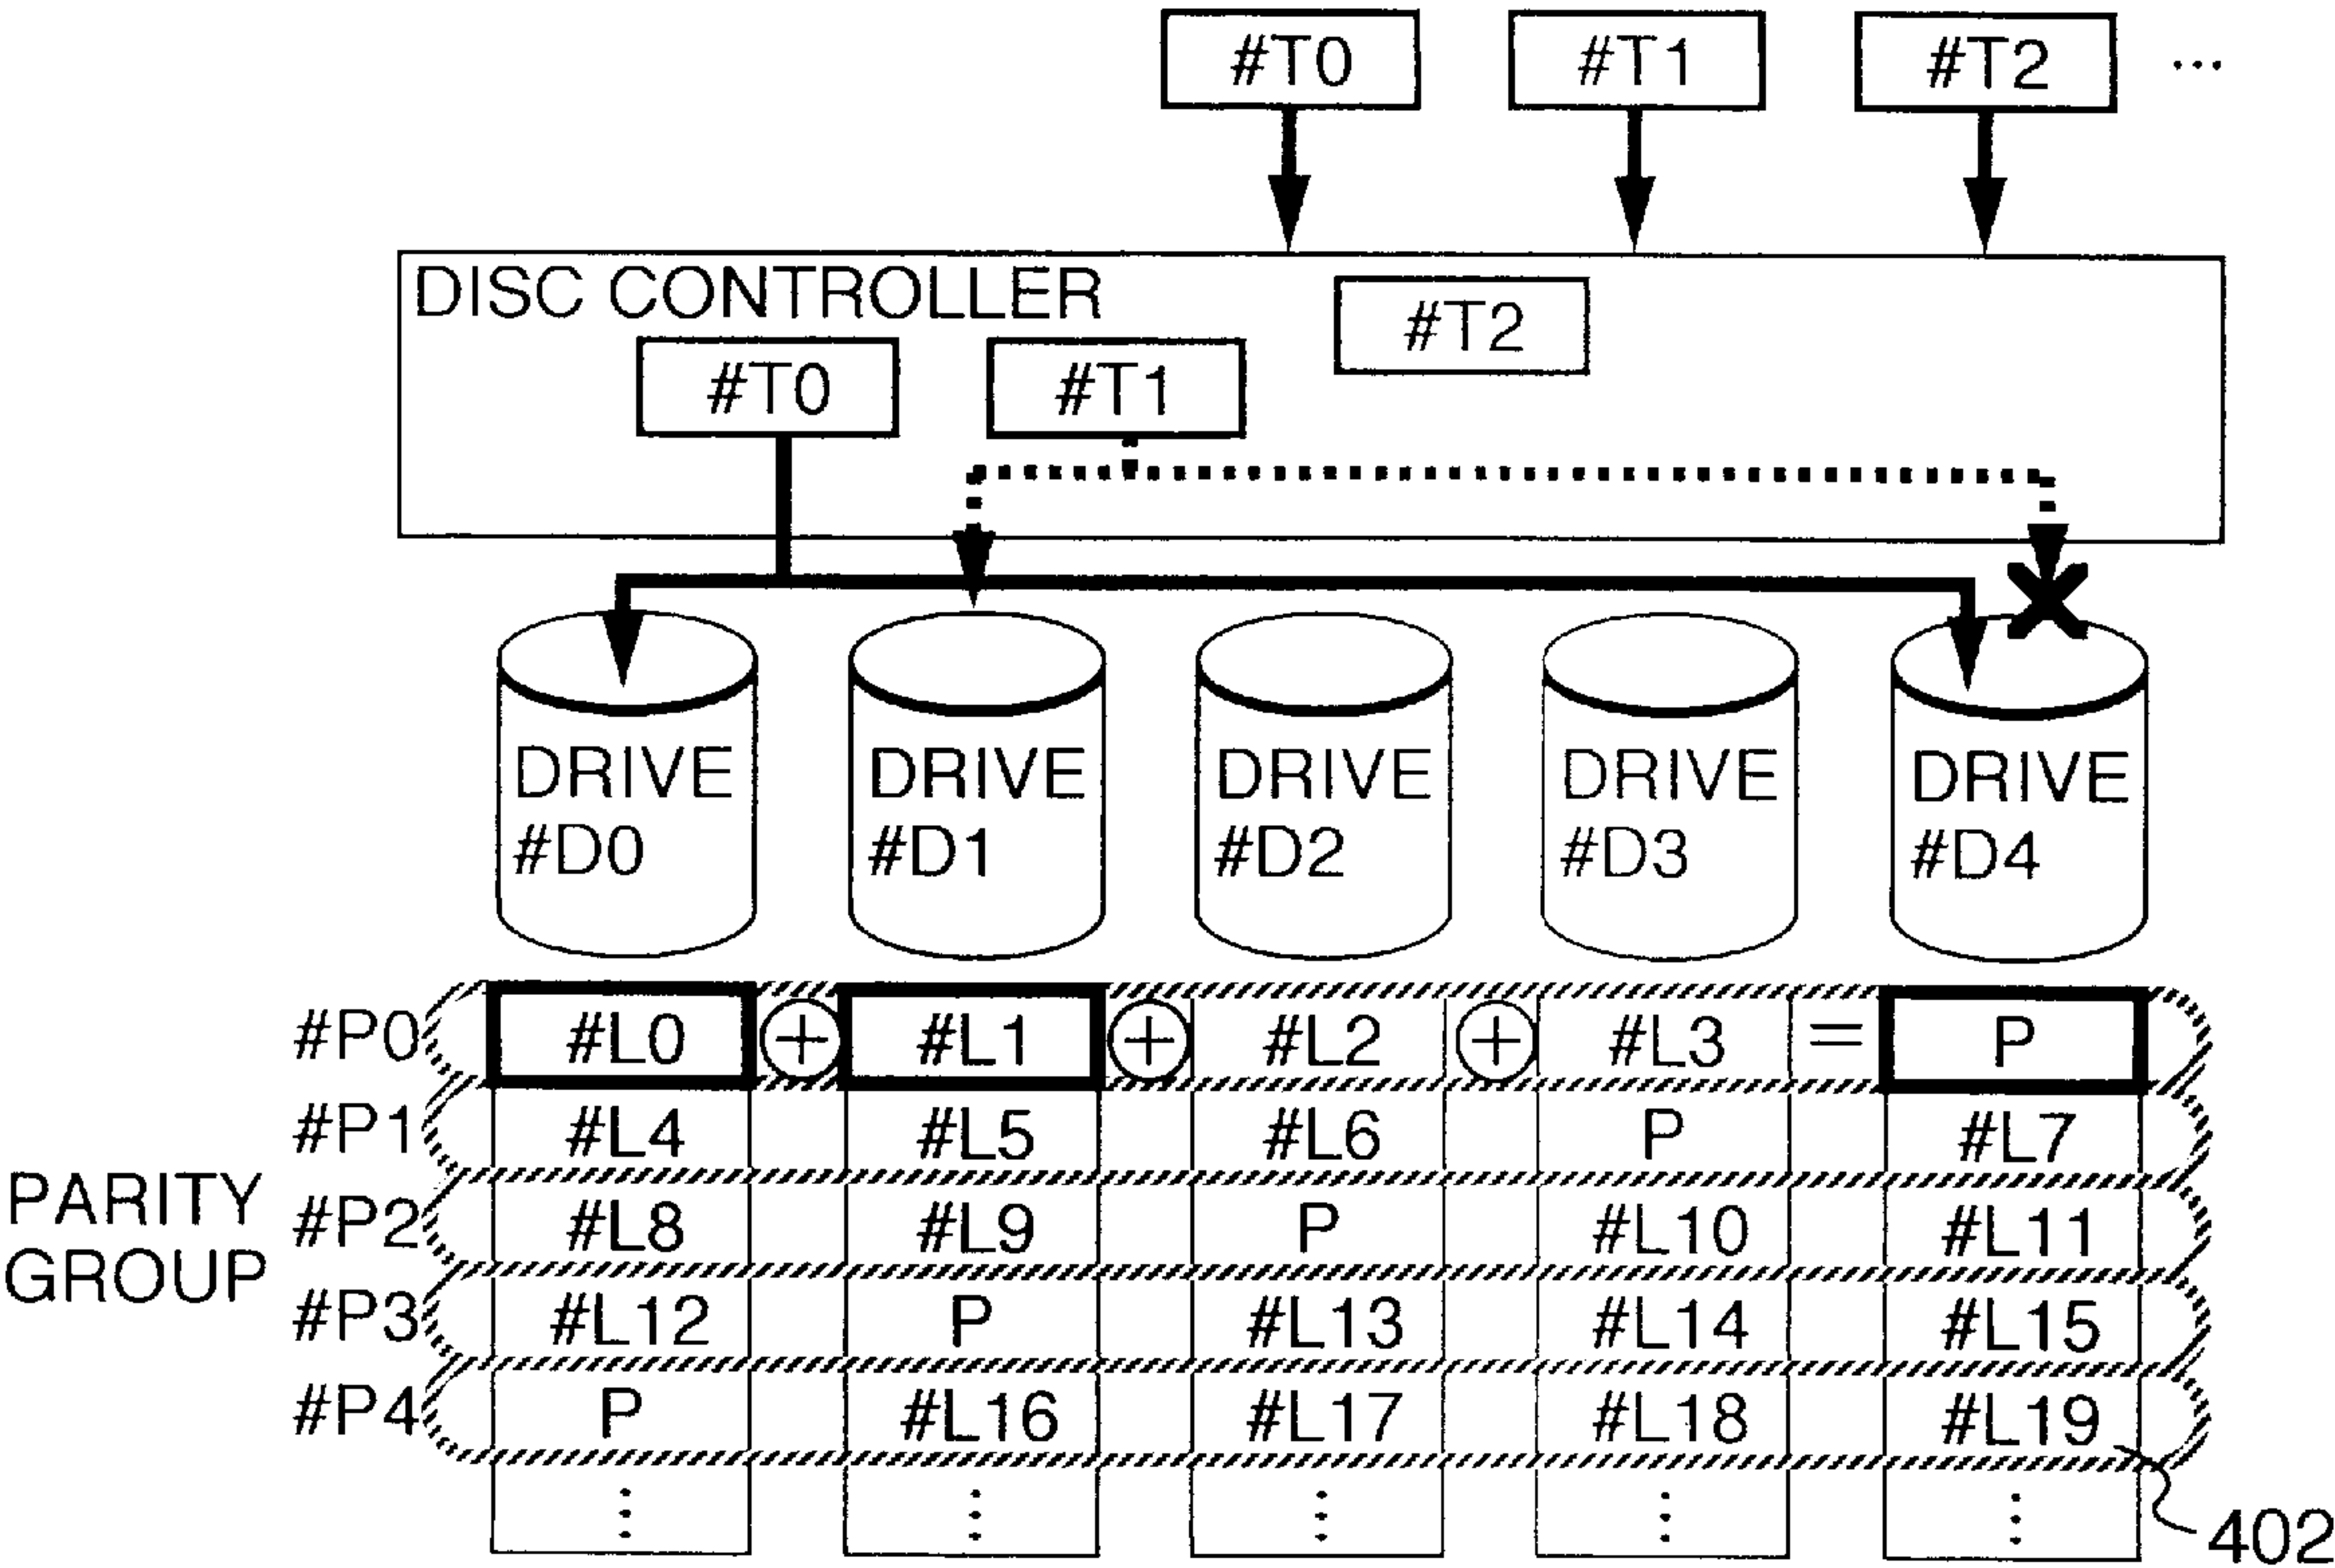 #T0 #T1 #T2 ...
DISC CONTROLLER
#T2
#T0 #T1
DRIVE #D0
DRIVE #D1
DRIVE #D2
DRIVE #D3
DRIVE #D4
PARITY GROUP
#P0 #L0 ⊕ #L1 ⊕ #L2 ⊕ #L3 = P
#P1 #L4 #L5 #L6 P #L7
#P2 #L8 #L9 P #L10 #L11
#P3 #L12 P #L13 #L14 #L15
#P4 P #L16 #L17 #L18 #L19
402